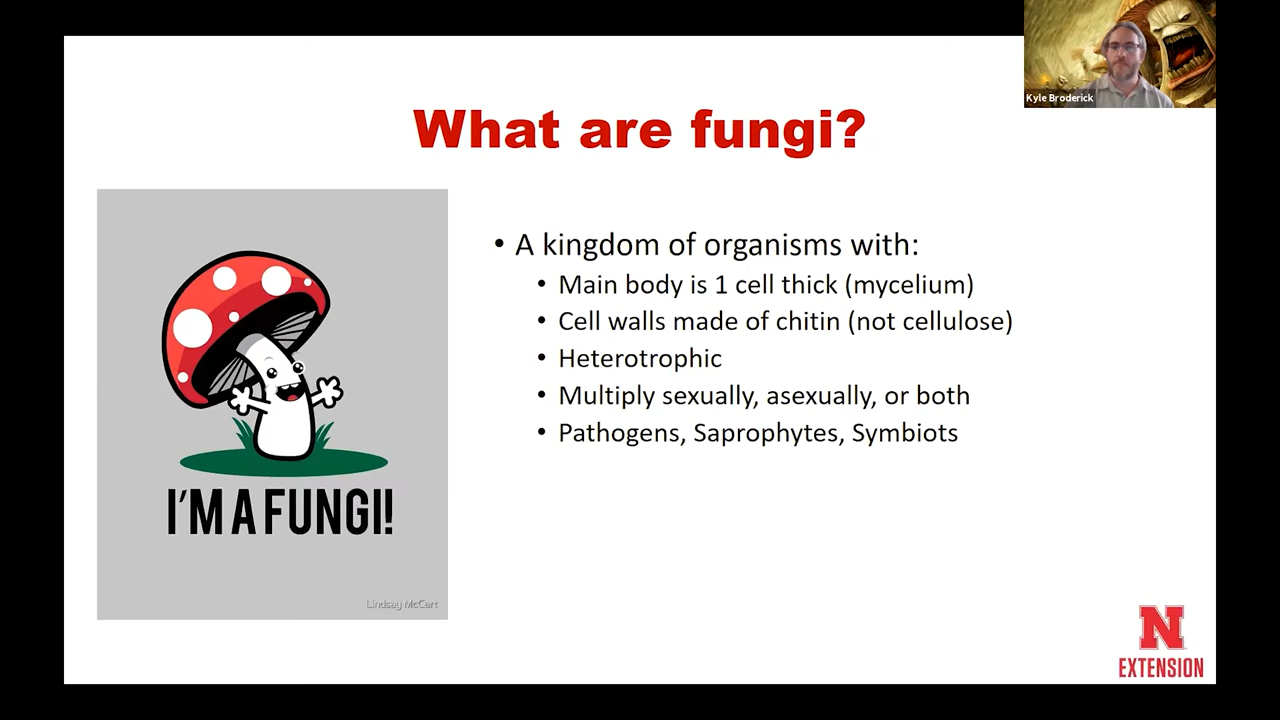 Kyle Broderick
What are fungi?
• A kingdom of organisms with:
• Main body is 1 cell thick (mycelium)
• Cell walls made of chitin (not cellulose)
• Heterotrophic
• Multiply sexually, asexually, or both
• Pathogens, Saprophytes, Symbiots
I'M A FUNGI!
Lindsay McCart
N
EXTENSION